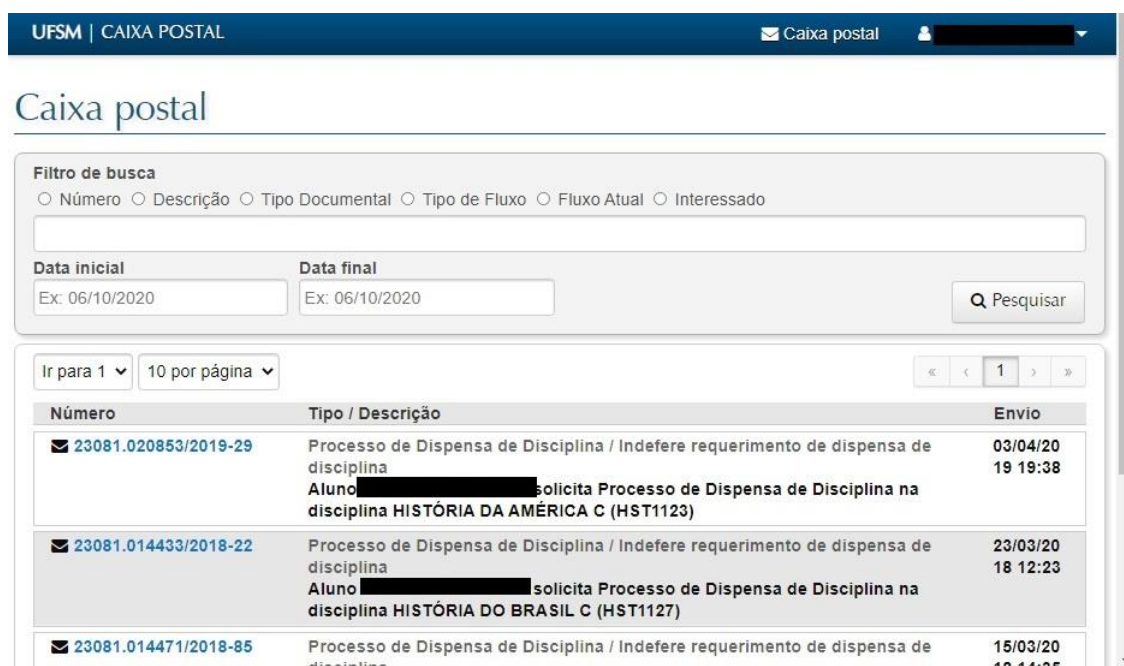 UFSM | CAIXA POSTAL Caixa postal
Caixa postal
Filtro de busca
Número Descrição Tipo Documental Tipo de Fluxo Fluxo Atual Interessado
Data inicial Data final
Ex: 06/10/2020 Ex: 06/10/2020 Pesquisar
Ir para 1 10 por página « ‹ 1 › »
Número Tipo / Descrição Envio
23081.020853/2019-29 Processo de Dispensa de Disciplina / Indefere requerimento de dispensa de 03/04/20
disciplina 19 19:38
Aluno solicita Processo de Dispensa de Disciplina na
disciplina HISTÓRIA DA AMÉRICA C (HST1123)
23081.014433/2018-22 Processo de Dispensa de Disciplina / Indefere requerimento de dispensa de 23/03/20
disciplina 18 12:23
Aluno solicita Processo de Dispensa de Disciplina na
disciplina HISTÓRIA DO BRASIL C (HST1127)
23081.014471/2018-85 Processo de Dispensa de Disciplina / Indefere requerimento de dispensa de 15/03/20